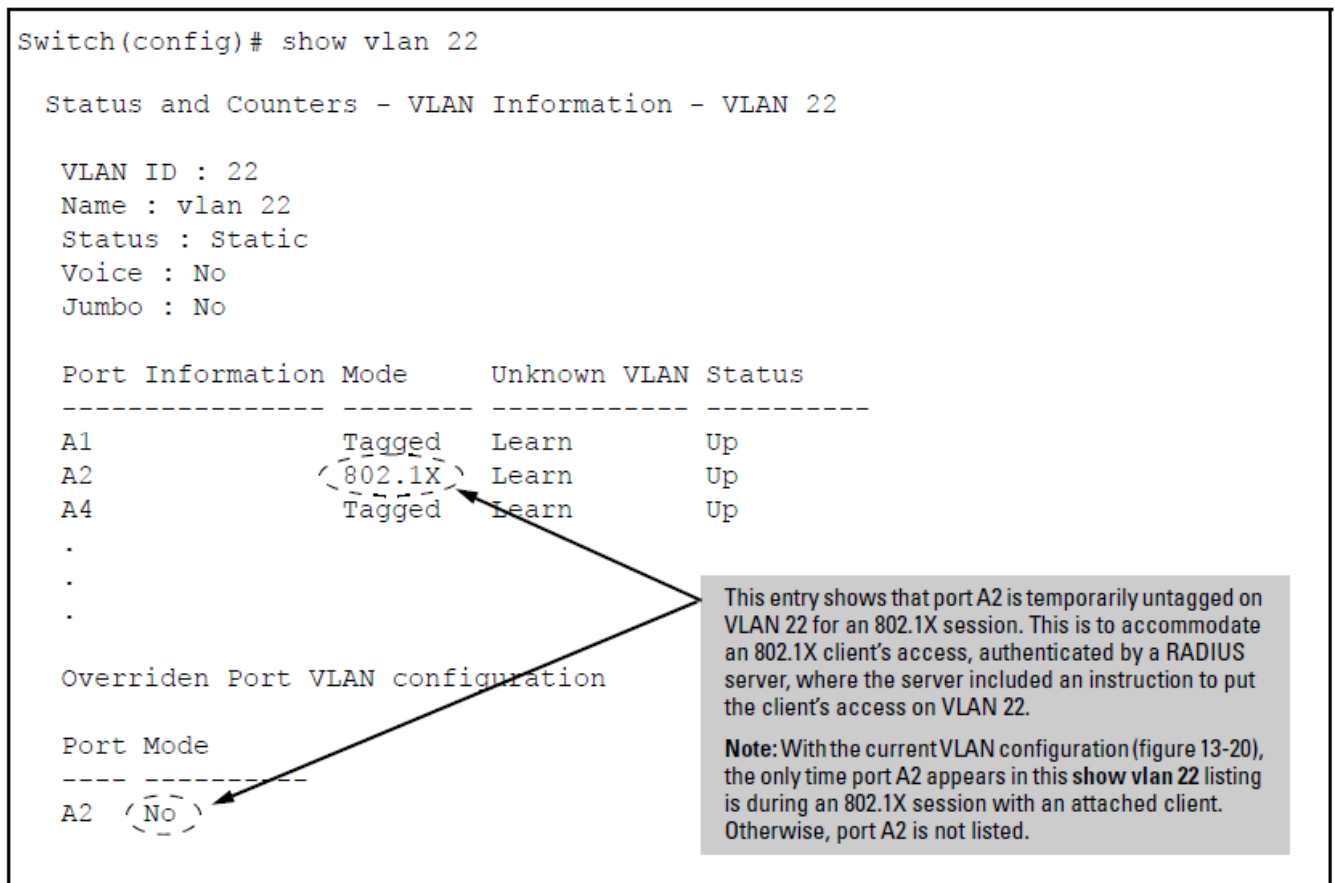 Switch(config)# show vlan 22
Status and Counters - VLAN Information - VLAN 22
VLAN ID : 22
Name : vlan 22
Status : Static
Voice : No
Jumbo : No
Port Information Mode Unknown VLAN Status
---------------- -------- ------------ ----------
A1 Tagged Learn Up
A2 802.1X Learn Up
A4 Tagged Learn Up
.
.
.
Overriden Port VLAN configuration
Port Mode
---- ----------
A2 No
This entry shows that port A2 is temporarily untagged on
VLAN 22 for an 802.1X session. This is to accommodate
an 802.1X client's access, authenticated by a RADIUS
server, where the server included an instruction to put
the client's access on VLAN 22.
Note: With the current VLAN configuration (figure 13-20),
the only time port A2 appears in this show vlan 22 listing
is during an 802.1X session with an attached client.
Otherwise, port A2 is not listed.